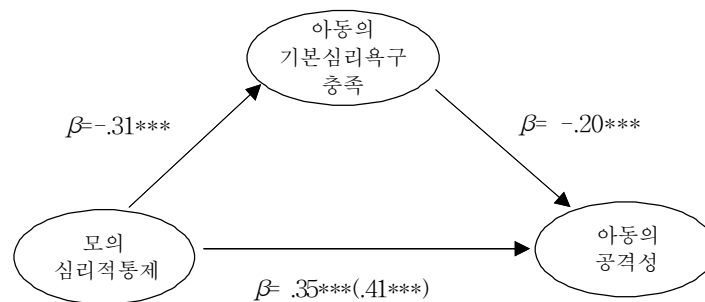 아동의
기본심리욕구
충족
β=-.31***
β= -.20***
모의
심리적통제
아동의
공격성
β= .35***(.41***)